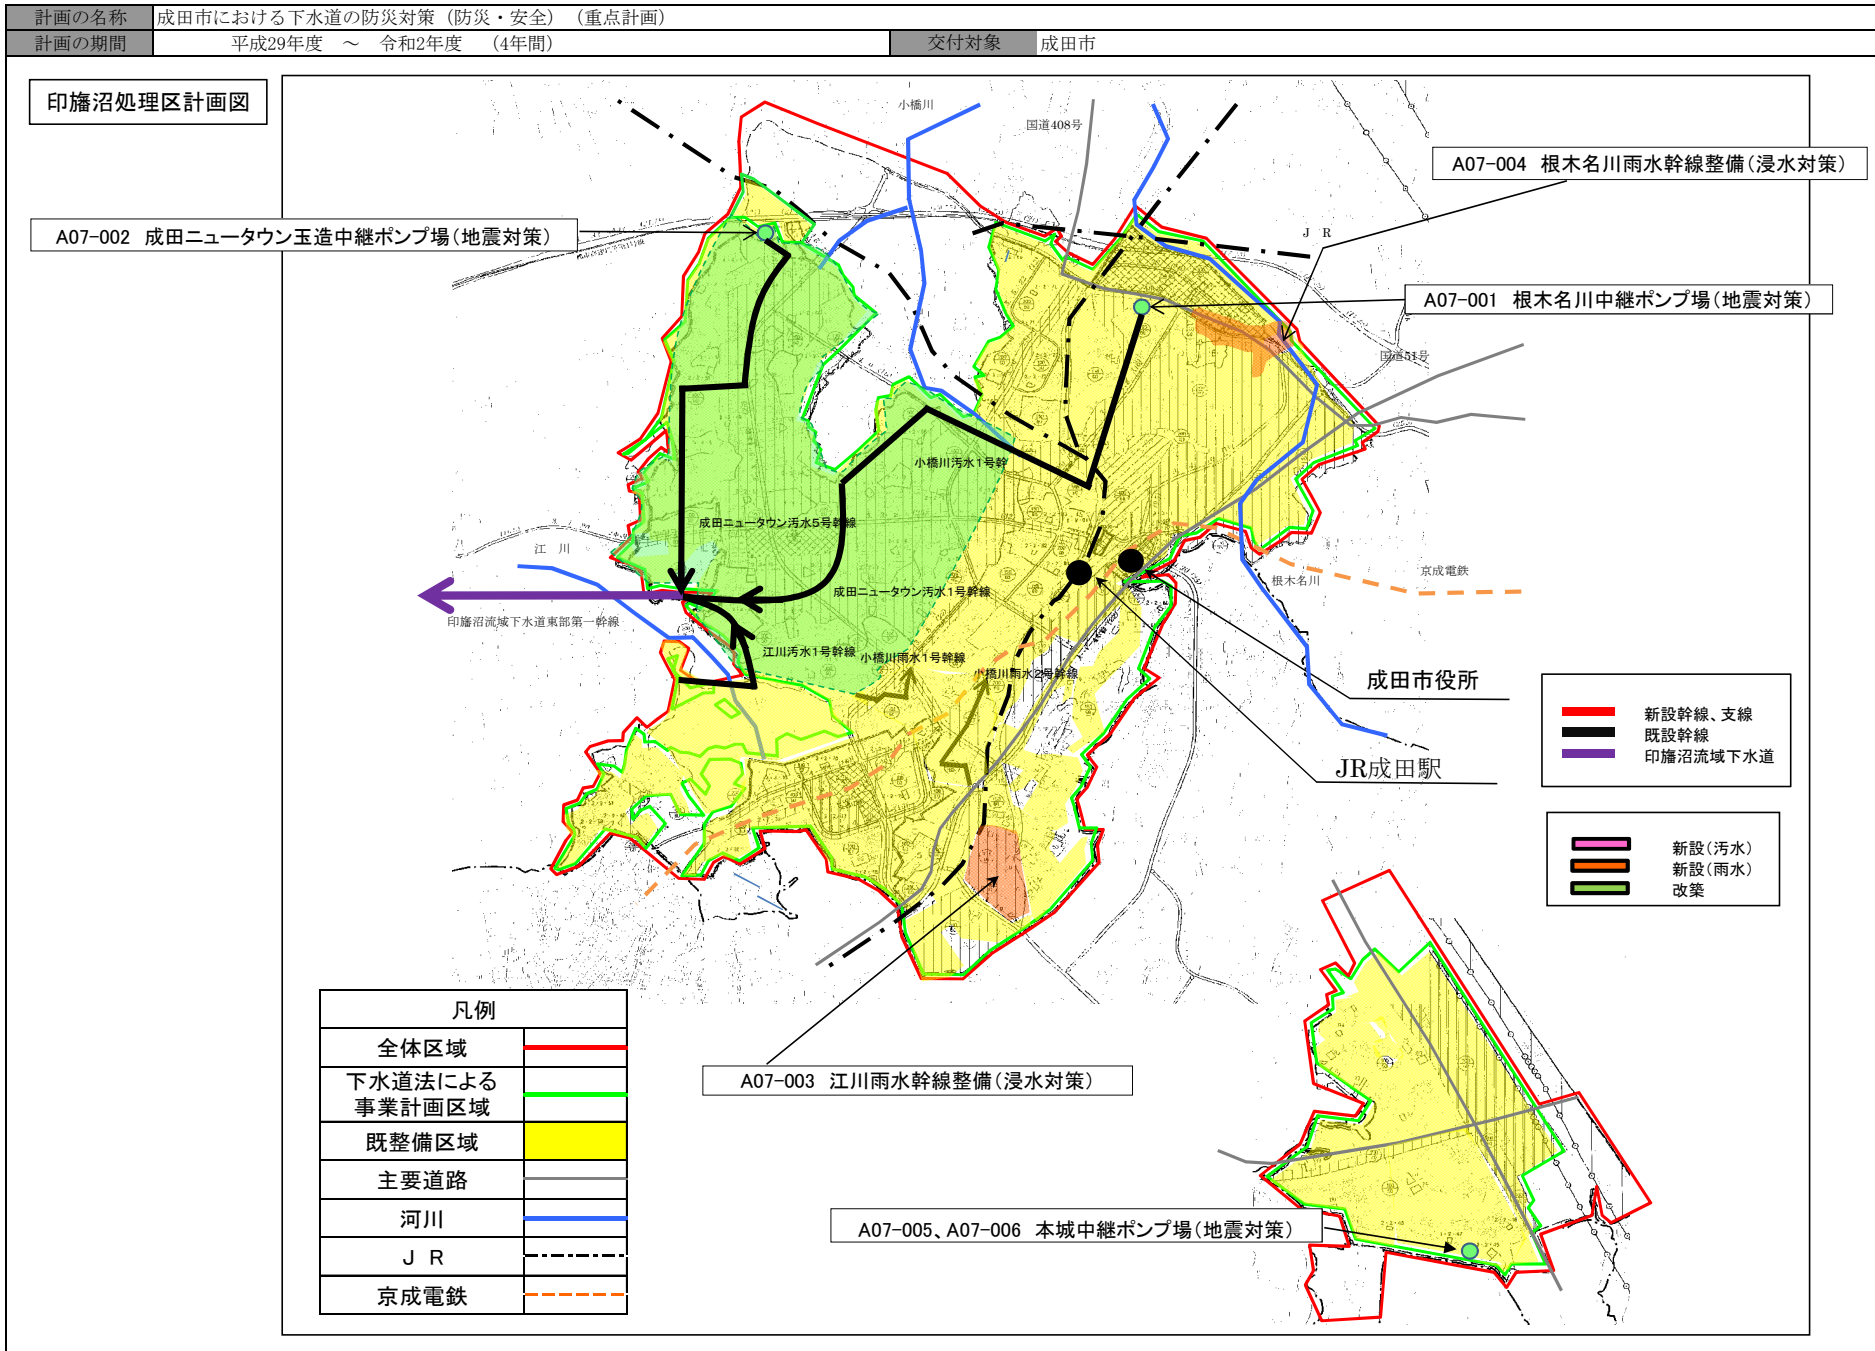 計画の名称 成田市における下水道の防災対策（防災・安全）（重点計画）
計画の期間 平成29年度 ～ 令和2年度 （4年間） 交付対象 成田市
印旛沼処理区計画図
小橋川
国道408号
A07-004 根木名川雨水幹線整備（浸水対策）
A07-002 成田ニュータウン玉造中継ポンプ場（地震対策）
J R
A07-001 根木名川中継ポンプ場（地震対策）
国道51号
小橋川汚水1号幹
成田ニュータウン汚水5号幹線
江 川
京成電鉄
根木名川
成田ニュータウン汚水1号幹線
印旛沼流域下水道東部第一幹線
江川汚水1号幹線
小橋川雨水1号幹線
小橋川雨水2号幹線
成田市役所
JR成田駅
新設幹線、支線
既設幹線
印旛沼流域下水道
新設（汚水）
新設（雨水）
改築
凡例
全体区域
下水道法による
事業計画区域
既整備区域
主要道路
河川
J R
京成電鉄
A07-003 江川雨水幹線整備（浸水対策）
A07-005、A07-006 本城中継ポンプ場（地震対策）